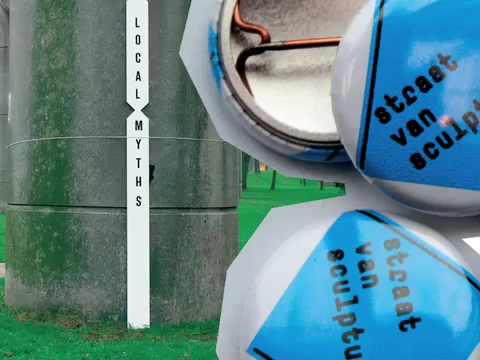 LOCAL
MYTHS
straat
van
sculpt
straat
van
sculptu